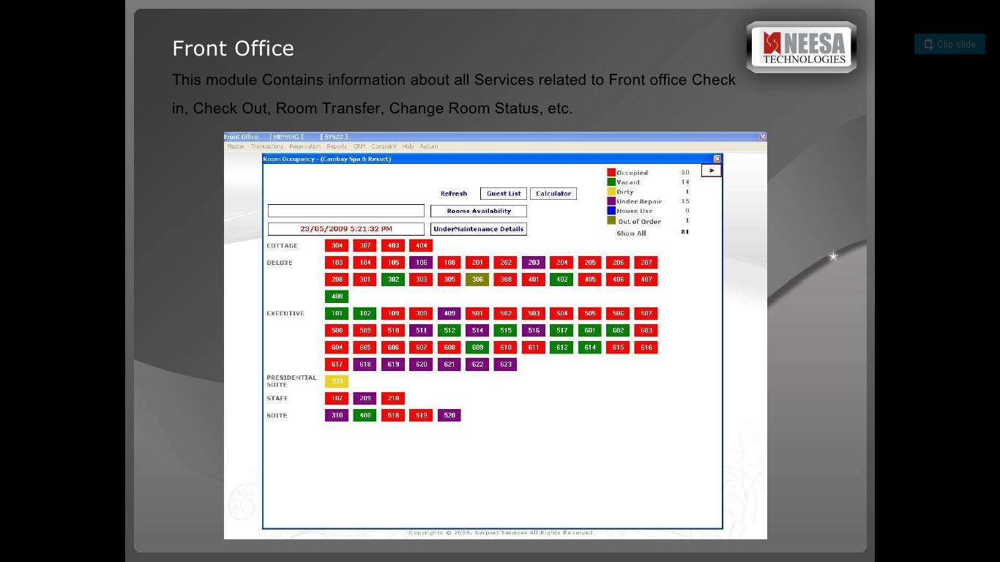 Front Office
NEESA
TECHNOLOGIES
Clip slide
This module Contains information about all Services related to Front office Check
in, Check Out, Room Transfer, Change Room Status, etc.
Front Office [ HEMANG ] [ SYS22 ]
Master Transactions Reservation Reports CRM Complaint Help Return
Room Occupancy - (Cambay Spa & Resort)
Occupied 50
Vacant 14
Dirty 1
Under Repair 15
House Use 0
Out of Order 1
Show All 81
Refresh Guest List Calculator
Rooms Availability
23/05/2009 5:21:32 PM UnderMaintenance Details
COTTAGE 304 307 403 404
DELUXE 103 104 105 106 108 201 202 203 204 205 206 207
208 301 302 303 305 306 308 401 402 405 406 407
408
EXECUTIVE 101 102 109 309 409 501 502 503 504 505 506 507
508 509 510 511 512 514 515 516 517 601 602 603
604 605 606 607 608 609 610 611 612 614 615 616
617 618 619 620 621 622 623
PRESIDENTIAL
SUITE 333
STAFF 107 209 210
SUITE 310 400 518 519 520
Copyrights © 2008, Susport Services All Rights Reserved.